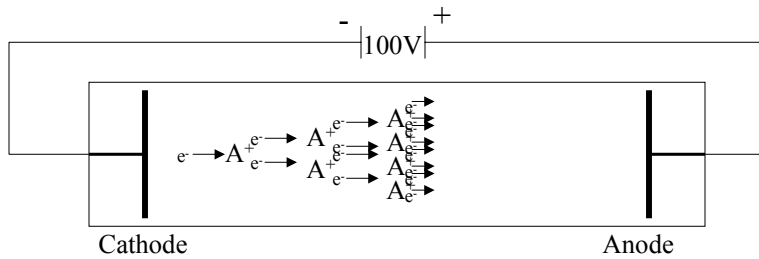 - 100V +
e⁻ A⁺ e⁻ e⁻ A⁺ e⁻ e⁻ A⁺ e⁻ e⁻ A⁺ e⁻ e⁻ A⁺ e⁻ e⁻ A⁺ e⁻ e⁻ A⁺ e⁻
Cathode Anode